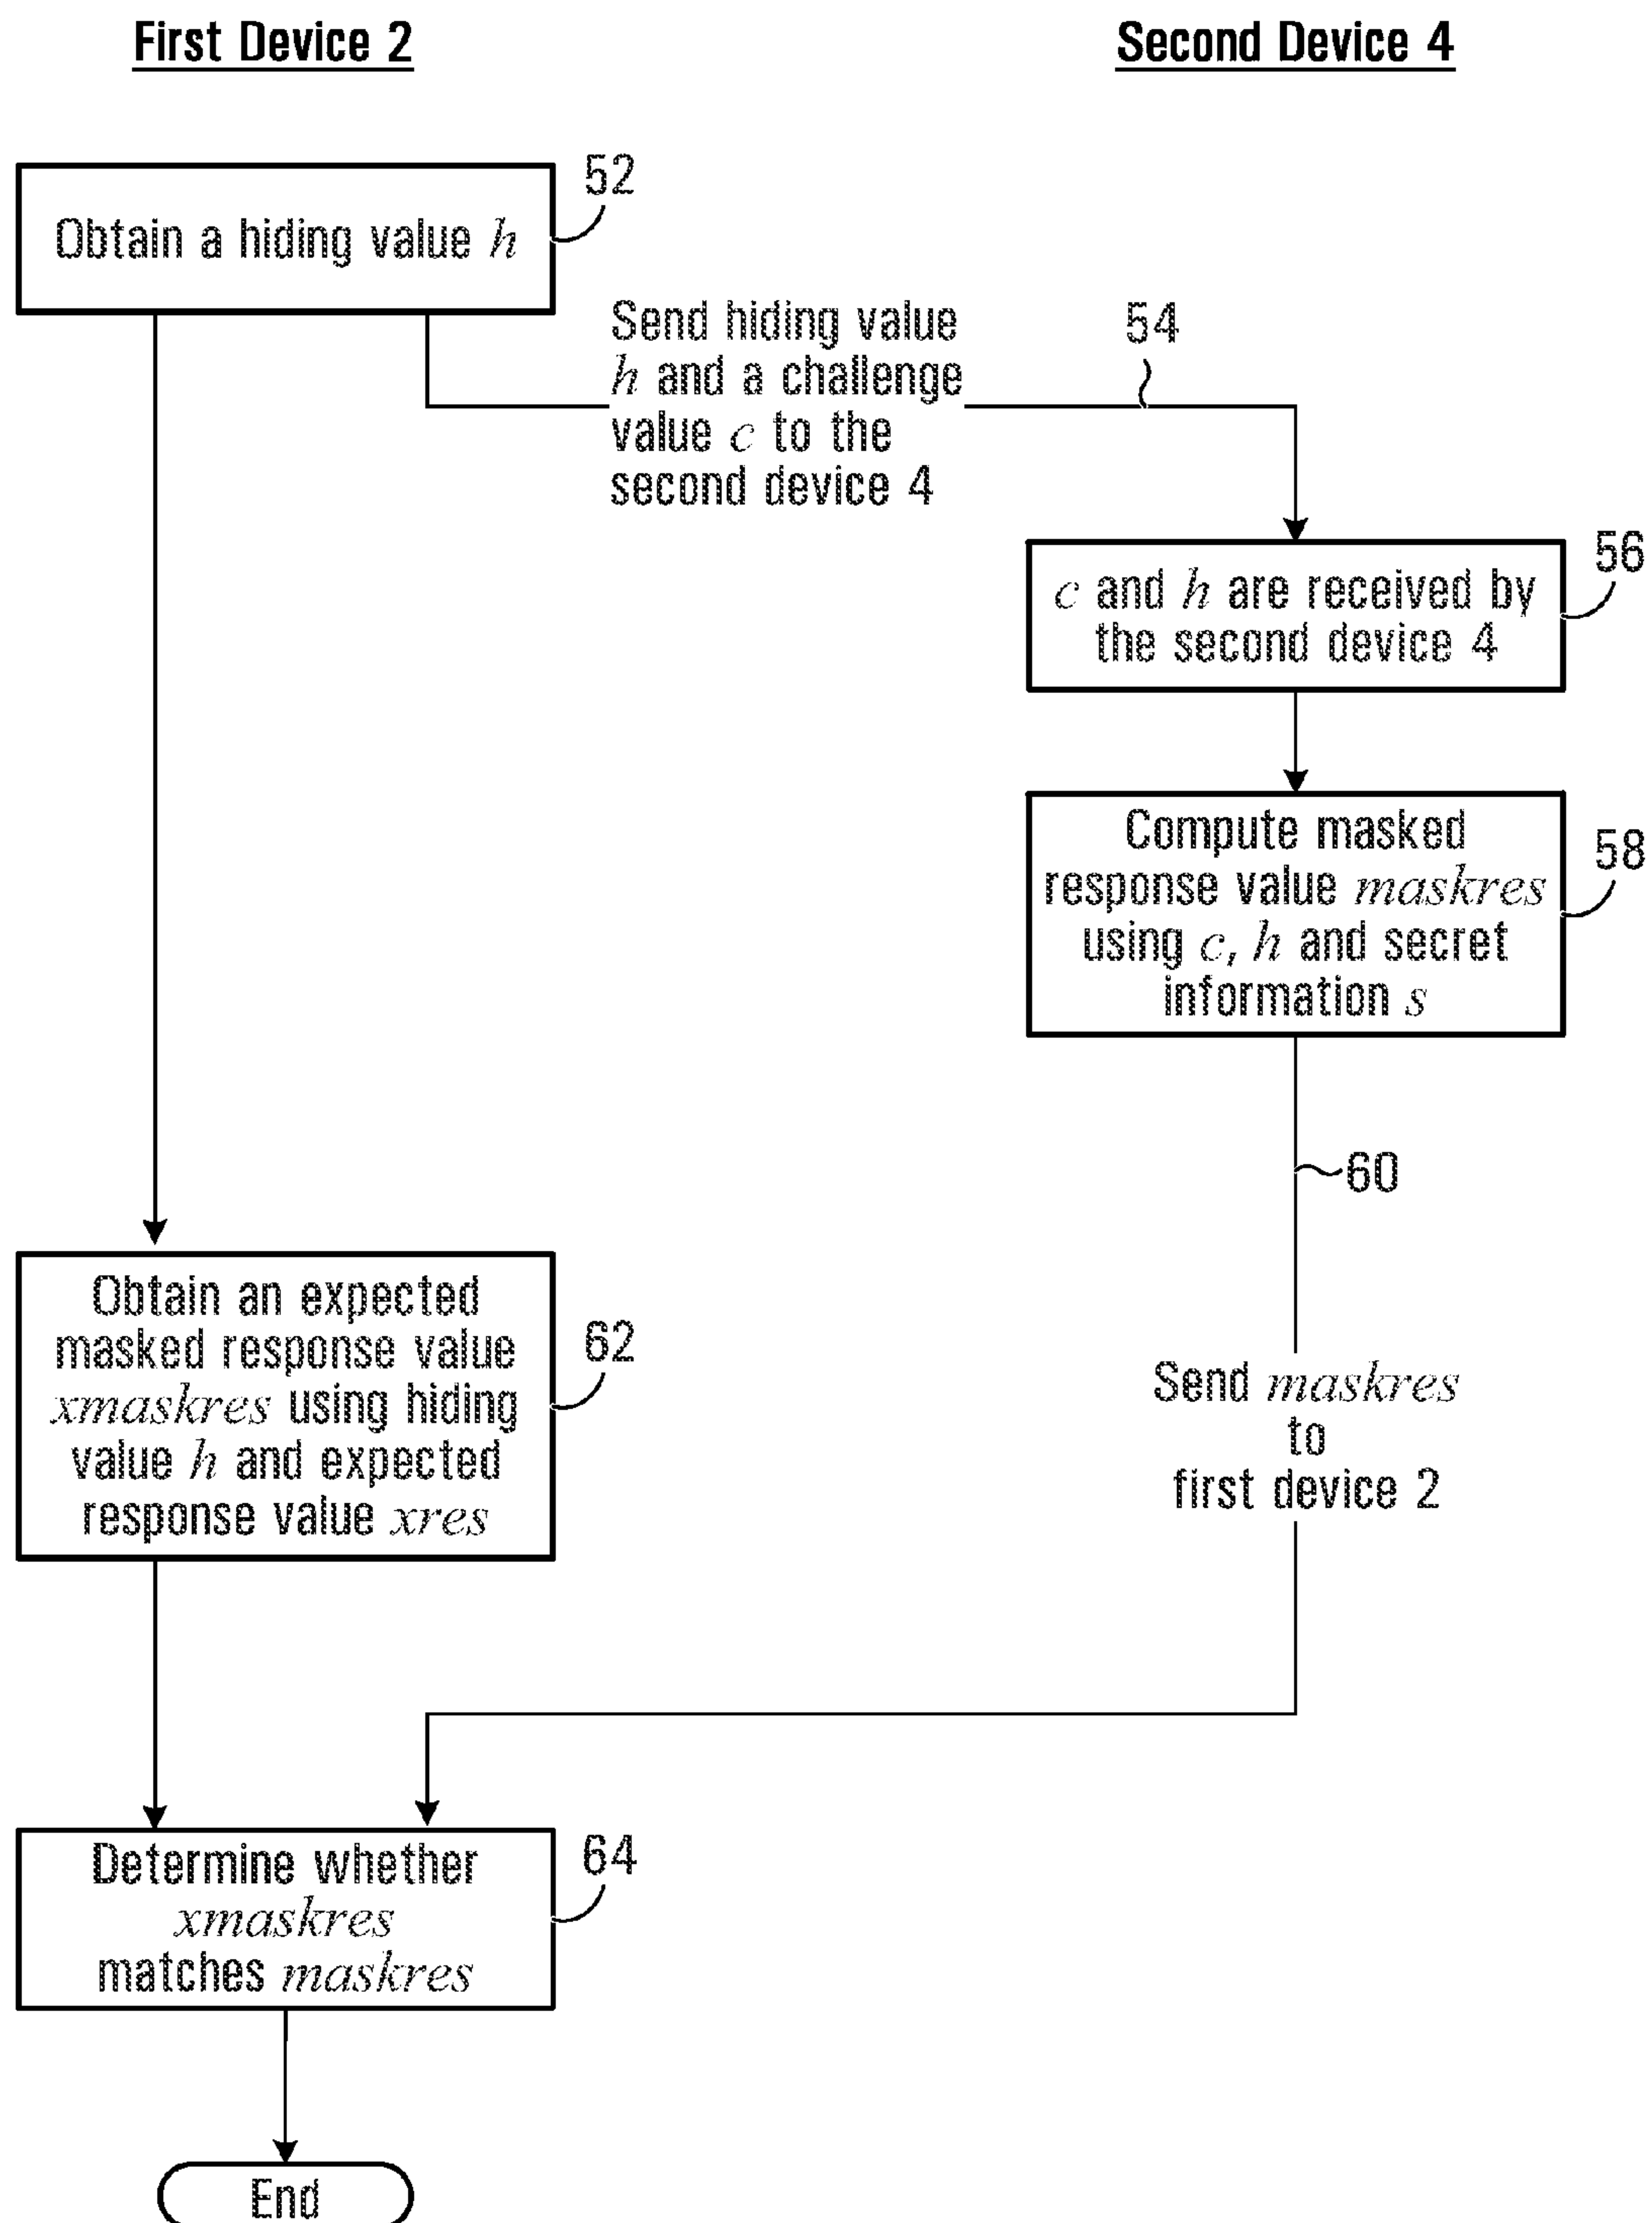 First Device 2
Second Device 4
52
Obtain a hiding value h
Send hiding value
h and a challenge
value c to the
second device 4
54
56
c and h are received by
the second device 4
Compute masked
response value maskres
using c, h and secret
information s
58
60
Obtain an expected
masked response value
xmaskres using hiding
value h and expected
response value xres
62
Send maskres
to
first device 2
Determine whether
xmaskres
matches maskres
64
End